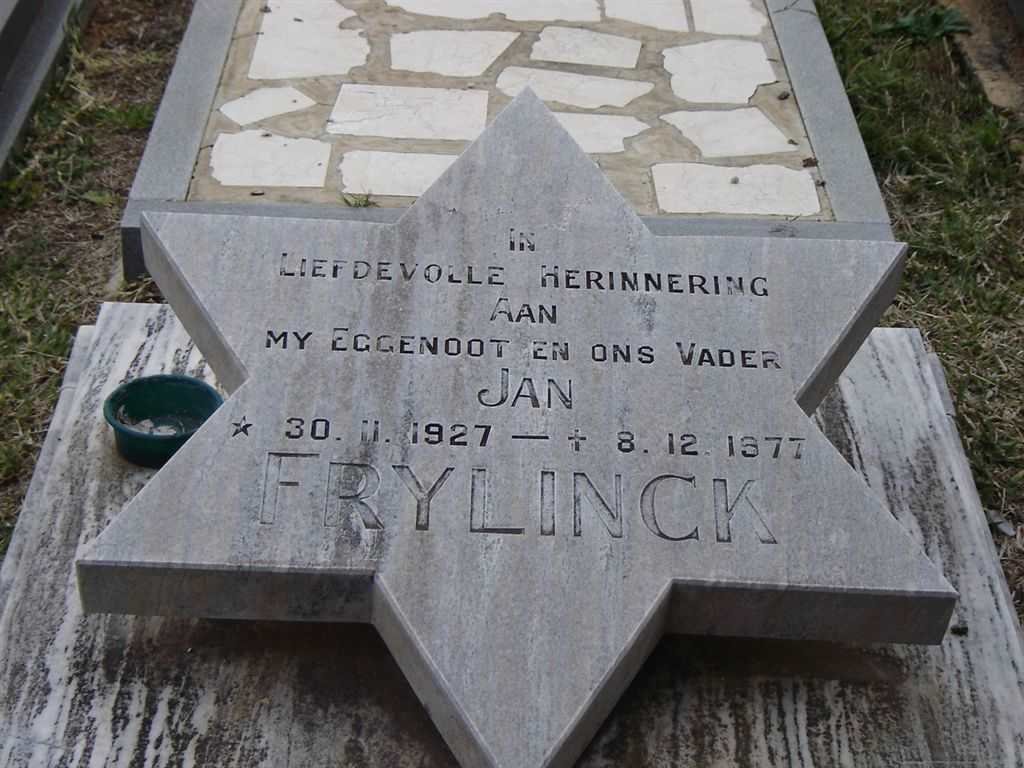 IN
LIEFDEVOLLE HERINNERING
AAN
MY EGGENOOT EN ONS VADER
JAN
★ 30. 11. 1927 — ✝ 8. 12. 1977
FRYLINCK